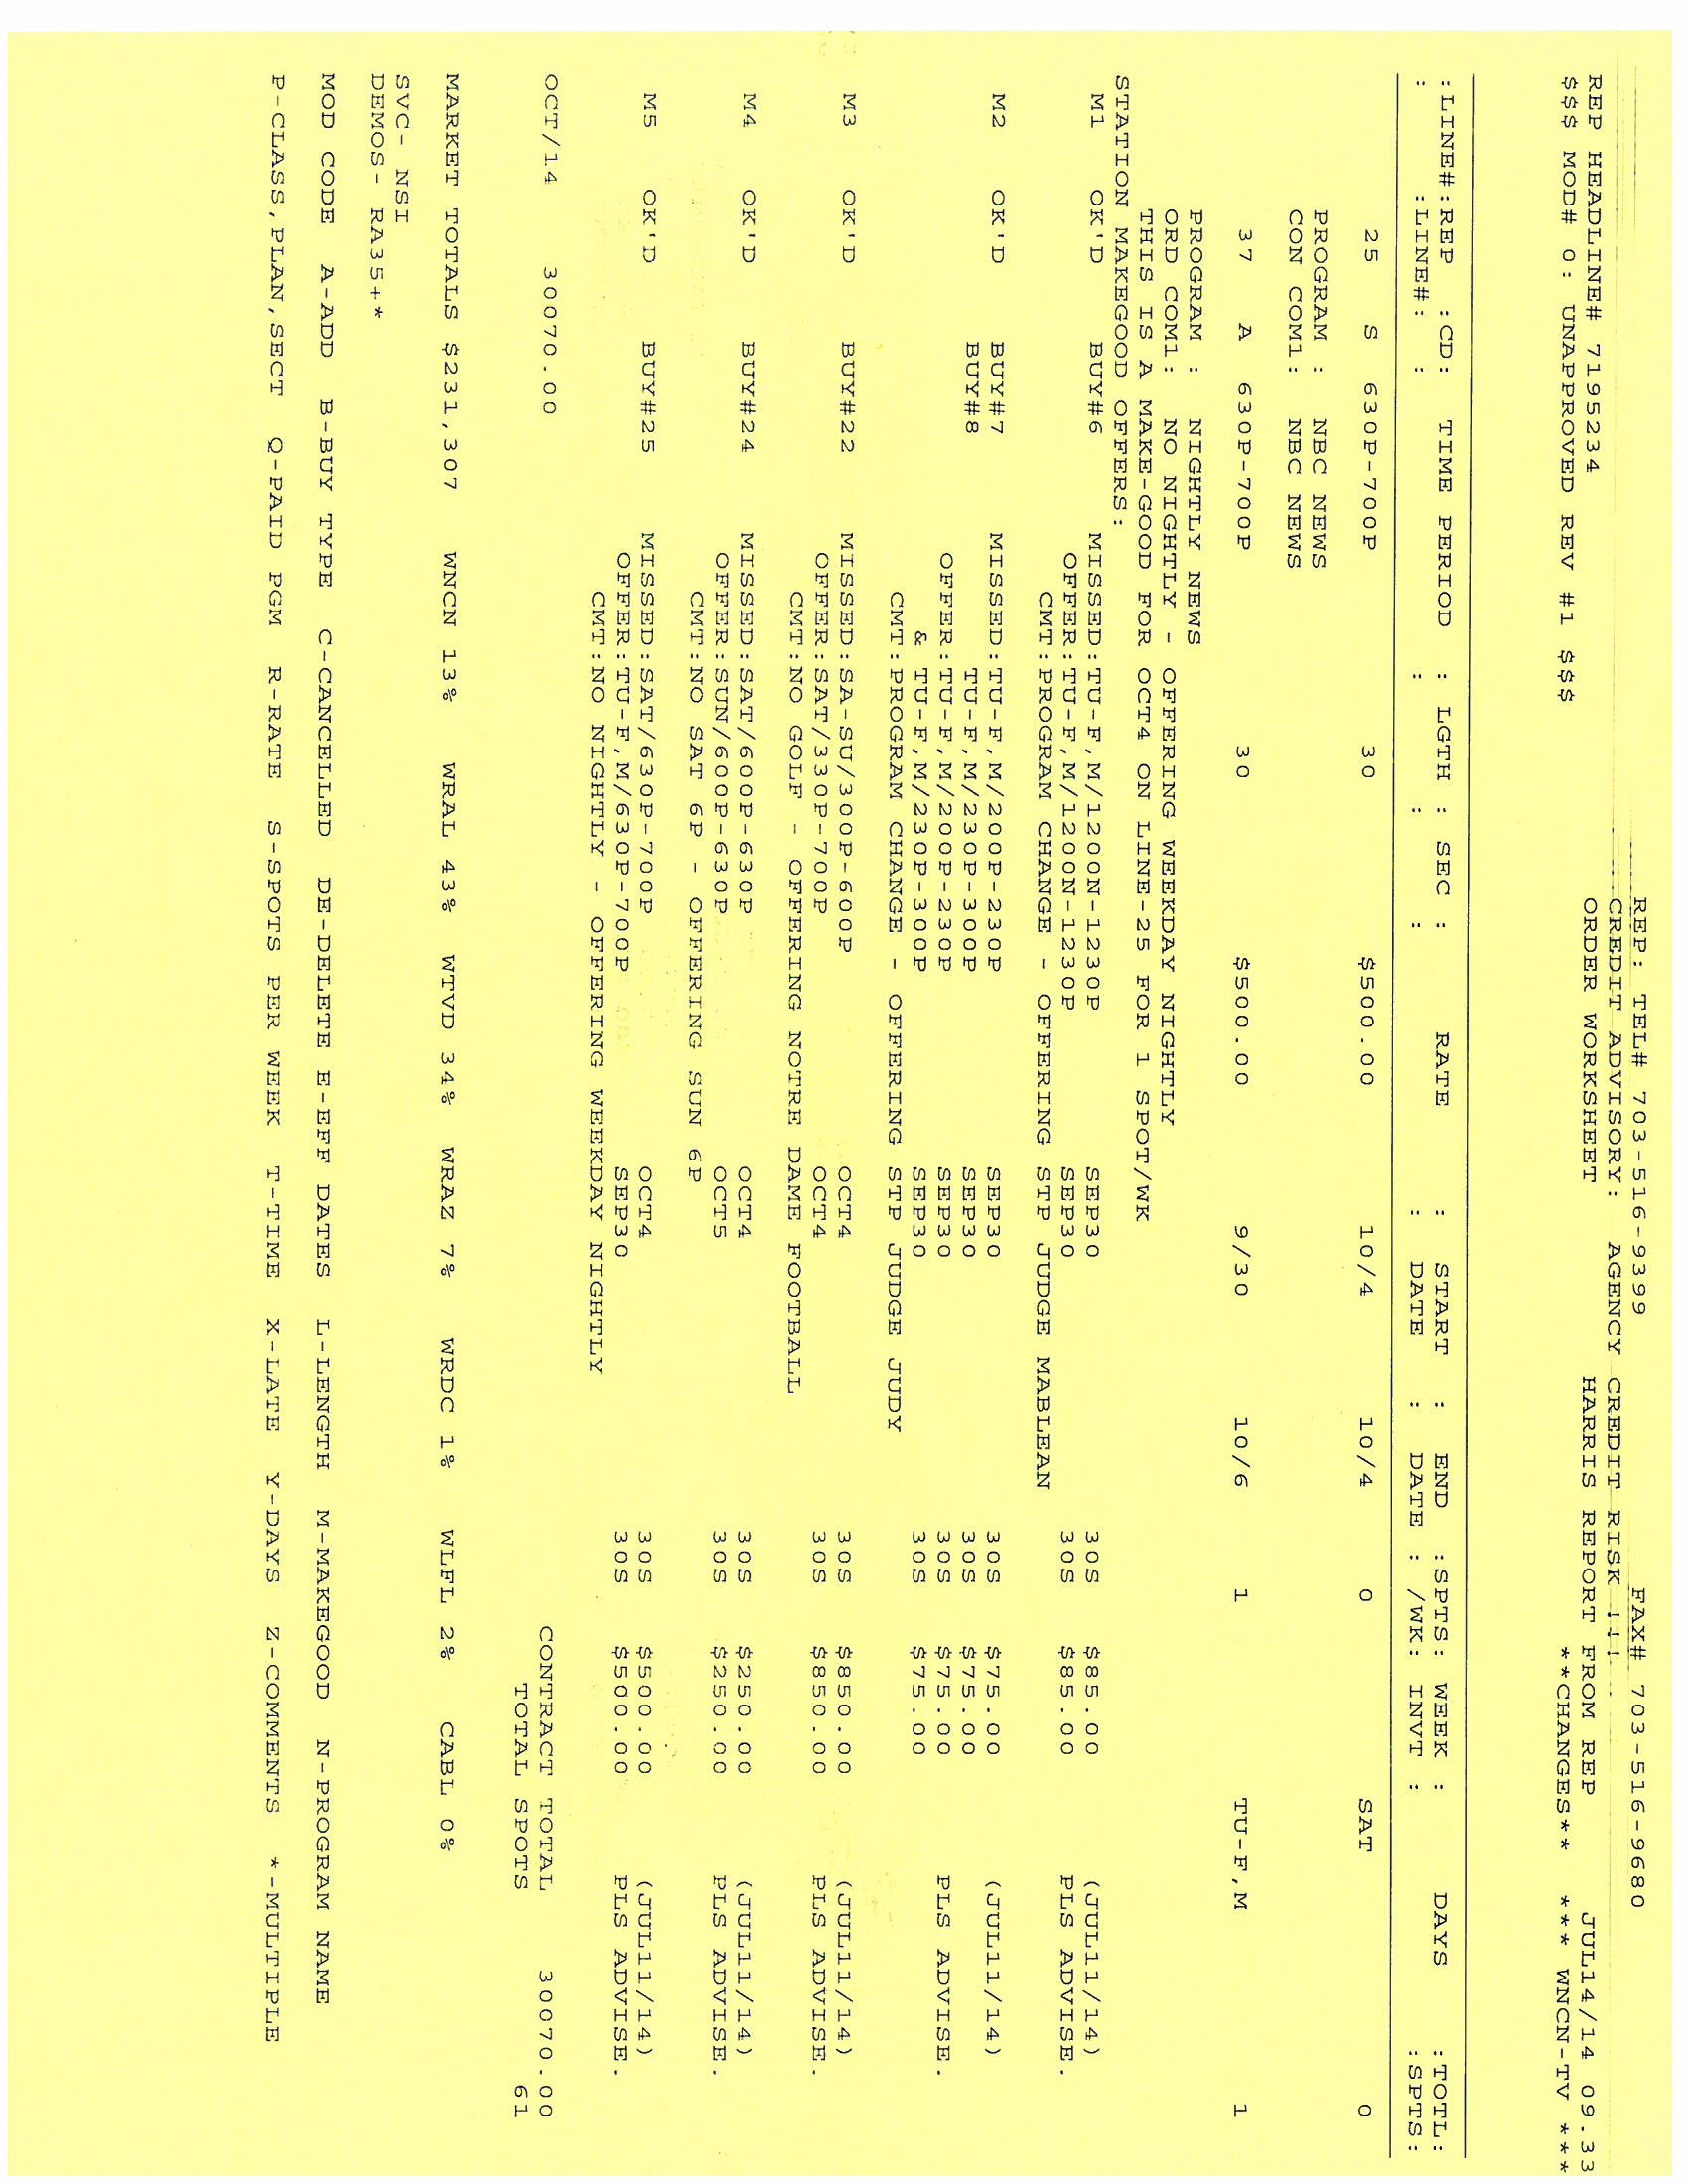 REP: TEL# 703-516-9399 FAX# 703-516-9680
CREDIT ADVISORY: AGENCY CREDIT RISK !!!
REP HEADLINE# 7195234 ORDER WORKSHEET HARRIS REPORT FROM REP JUL14/14 09.33
$$$ MOD# 0: UNAPPROVED REV #1 $$$ **CHANGES** *** WNCN-TV ***
:LINE#:REP :CD: TIME PERIOD : LGTH : SEC : RATE : START : END :SPTS: WEEK : DAYS :TOTL:
: :LINE#: : : : : DATE : DATE : /WK: INVT : :SPTS:
25 S 630P-700P 30 $500.00 10/4 10/4 0 SAT 0
PROGRAM : NBC NEWS
CON COM1: NBC NEWS
37 A 630P-700P 30 $500.00 9/30 10/6 1 TU-F,M 1
PROGRAM : NIGHTLY NEWS
ORD COM1: NO NIGHTLY - OFFERING WEEKDAY NIGHTLY
THIS IS A MAKE-GOOD FOR OCT4 ON LINE-25 FOR 1 SPOT/WK
STATION MAKEGOOD OFFERS:
M1 OK'D BUY#6 MISSED:TU-F,M/1200N-1230P SEP30 30S $85.00 (JUL11/14)
OFFER:TU-F,M/1200N-1230P SEP30 30S $85.00 PLS ADVISE.
CMT:PROGRAM CHANGE - OFFERING STP JUDGE MABLEAN
M2 OK'D BUY#7 MISSED:TU-F,M/200P-230P SEP30 30S $75.00 (JUL11/14)
BUY#8 TU-F,M/230P-300P SEP30 30S $75.00
OFFER:TU-F,M/200P-230P SEP30 30S $75.00 PLS ADVISE.
& TU-F,M/230P-300P SEP30 30S $75.00
CMT:PROGRAM CHANGE - OFFERING STP JUDGE JUDY
M3 OK'D BUY#22 MISSED:SA-SU/300P-600P OCT4 30S $850.00 (JUL11/14)
OFFER:SAT/330P-700P OCT4 30S $850.00 PLS ADVISE.
CMT:NO GOLF - OFFERING NOTRE DAME FOOTBALL
M4 OK'D BUY#24 MISSED:SAT/600P-630P OCT4 30S $250.00 (JUL11/14)
OFFER:SUN/600P-630P OCT5 30S $250.00 PLS ADVISE.
CMT:NO SAT 6P - OFFERING SUN 6P
M5 OK'D BUY#25 MISSED:SAT/630P-700P OCT4 30S $500.00 (JUL11/14)
OFFER:TU-F,M/630P-700P SEP30 30S $500.00 PLS ADVISE.
CMT:NO NIGHTLY - OFFERING WEEKDAY NIGHTLY
OCT/14 30070.00 CONTRACT TOTAL 30070.00
TOTAL SPOTS 61
MARKET TOTALS $231,307 WNCN 13% WRAL 43% WTVD 34% WRAZ 7% WRDC 1% WLFL 2% CABL 0%
SVC- NSI
DEMOS- RA35+*
MOD CODE A-ADD B-BUY TYPE C-CANCELLED DE-DELETE E-EFF DATES L-LENGTH M-MAKEGOOD N-PROGRAM NAME
P-CLASS,PLAN,SECT Q-PAID PGM R-RATE S-SPOTS PER WEEK T-TIME X-LATE Y-DAYS Z-COMMENTS *-MULTIPLE